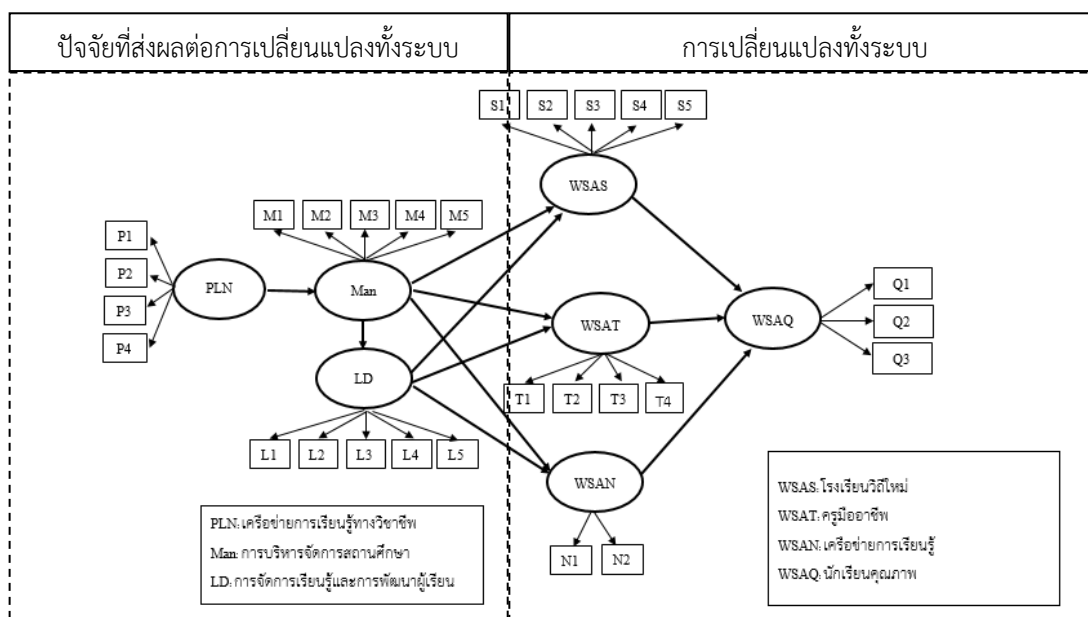 ปัจจัยที่ส่งผลต่อการเปลี่ยนแปลงทั้งระบบ
การเปลี่ยนแปลงทั้งระบบ
S1 S2 S3 S4 S5
WSAS
M1 M2 M3 M4 M5
P1
P2
P3
P4
PLN
Man
LD
L1 L2 L3 L4 L5
WSAT
T1 T2 T3 T4
WSAN
N1 N2
WSAQ
Q1
Q2
Q3
PLN: เครือข่ายการเรียนรู้ทางวิชาชีพ
Man: การบริหารจัดการสถานศึกษา
LD: การจัดการเรียนรู้และการพัฒนาผู้เรียน
WSAS: โรงเรียนวิถีใหม่
WSAT: ครูมืออาชีพ
WSAN: เครือข่ายการเรียนรู้
WSAQ: นักเรียนคุณภาพ